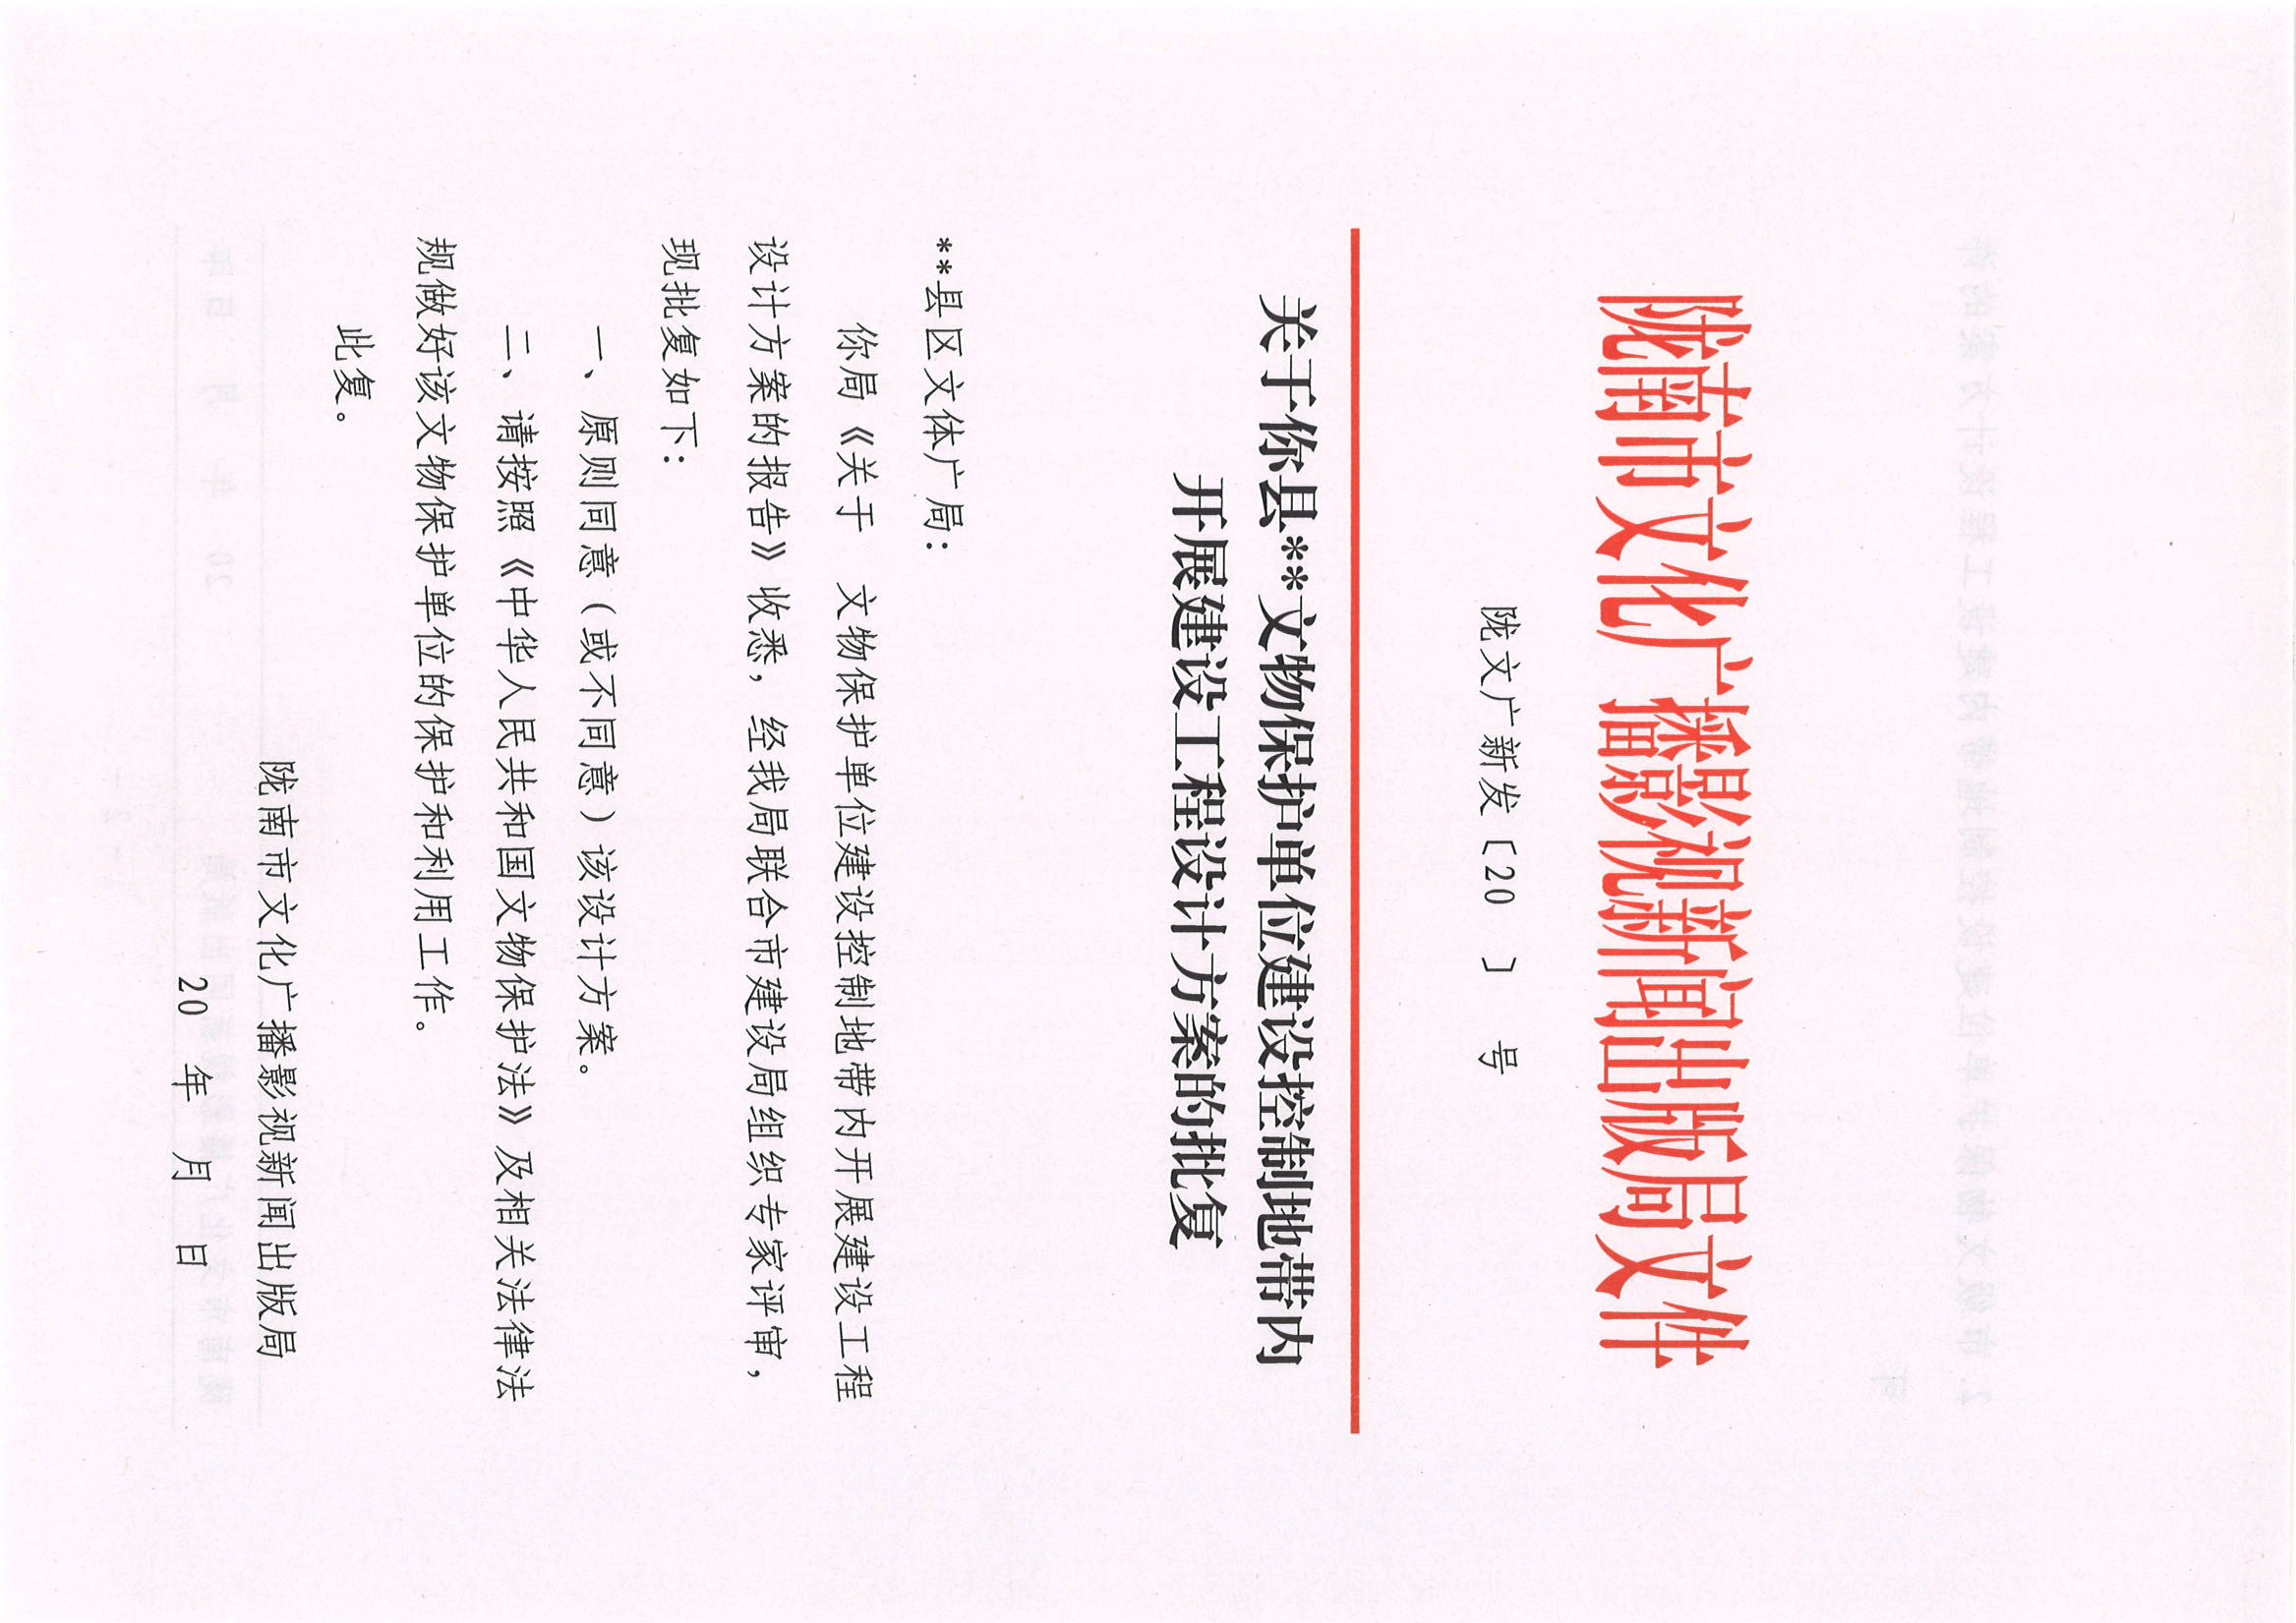 陇南市文化广播影视新闻出版局文件
陇文广新发〔20　〕　号
关于你县**文物保护单位建设控制地带内
开展建设工程设计方案的批复
**县区文体广局：
你局《关于　文物保护单位建设控制地带内开展建设工程
设计方案的报告》收悉，经我局联合市建设局组织专家评审，
现批复如下：
一、原则同意（或不同意）该设计方案。
二、请按照《中华人民共和国文物保护法》及相关法律法
规做好该文物保护单位的保护和利用工作。
此复。
陇南市文化广播影视新闻出版局
20　年　月　日